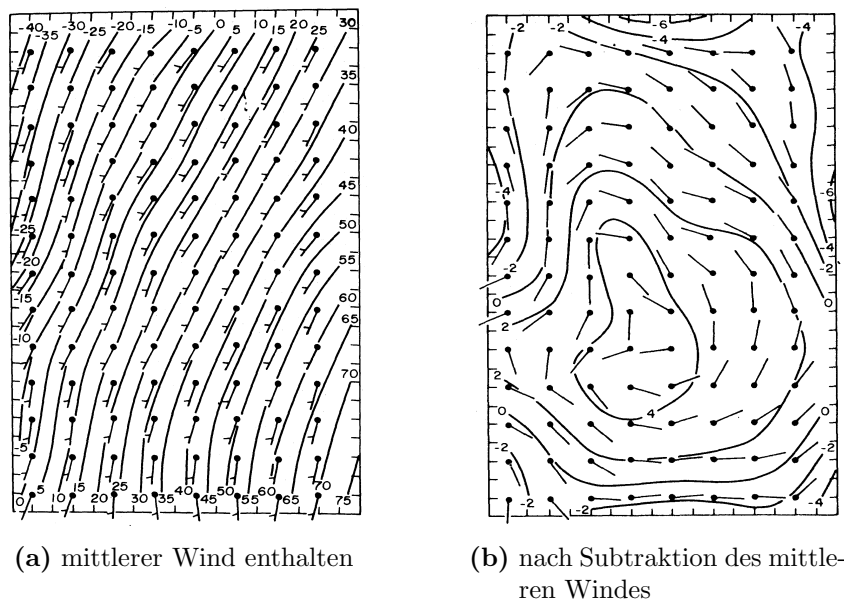 -40 -30 -20 -10 0 10 20 30
-35 -25 -15 -5 5 15 25
35
40
45
50
55
60
65
70
-25
-20
-15
-10
-5
0 5 10 15 20 25 30 35 40 45 50 55 60 65 70 75
-2 -4 -6 -4 -2
-4 -6
-2 -4
-2
0 0
2
2
4
0 0
-2 -2
-2 -2 -4
(a) mittlerer Wind enthalten
(b) nach Subtraktion des mittle-
ren Windes